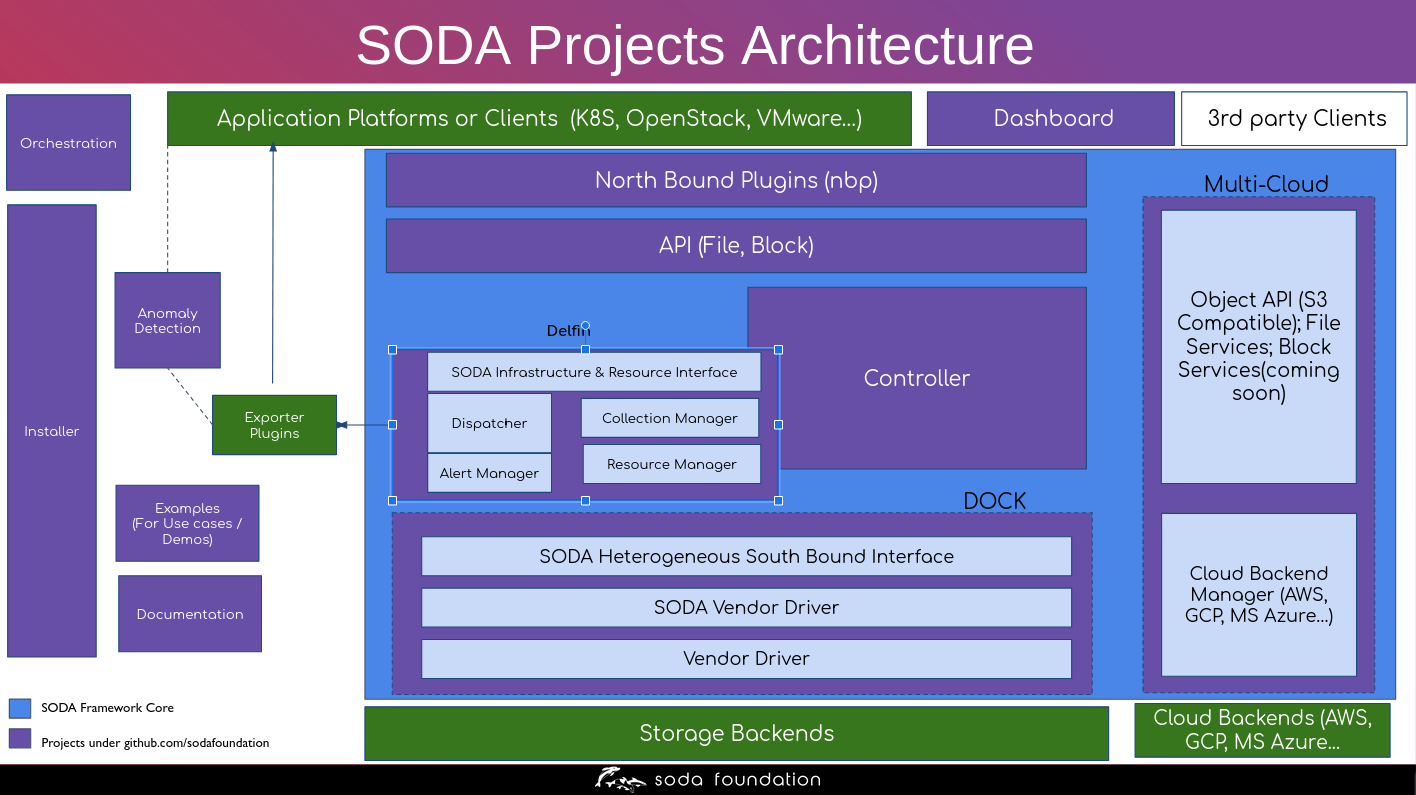 SODA Projects Architecture
Orchestration
Application Platforms or Clients (K8S, OpenStack, VMware...)
Dashboard
3rd party Clients
North Bound Plugins (nbp)
Multi-Cloud
API (File, Block)
Object API (S3
Compatible); File
Services; Block
Services(coming
soon)
Anomaly
Detection
Delfin
Controller
SODA Infrastructure & Resource Interface
Dispatcher
Collection Manager
Alert Manager
Resource Manager
Exporter
Plugins
Installer
Examples
(For Use cases /
Demos)
Documentation
DOCK
SODA Heterogeneous South Bound Interface
SODA Vendor Driver
Vendor Driver
Cloud Backend
Manager (AWS,
GCP, MS Azure...)
SODA Framework Core
Projects under github.com/sodafoundation
Storage Backends
Cloud Backends (AWS,
GCP, MS Azure...
soda foundation